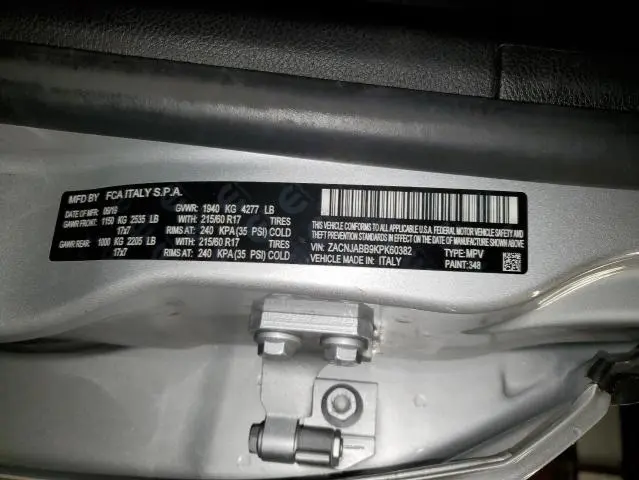 MFD BY FCA ITALY S.P.A.
DATE OF MFD. GVWR: 1940 KG 4277 LB
GAWR FRONT: 1150 KG 2535 LB WITH: 215/60 R17 TIRES
17x7 RIMS AT: 240 KPA(35 PSI) COLD
GAWR REAR: 1000 KG 2205 LB WITH: 215/60 R17 TIRES
17x7 RIMS AT: 240 KPA(35 PSI) COLD
THIS VEHICLE CONFORMS TO ALL APPLICABLE U.S.A.
FEDERAL MOTOR VEHICLE SAFETY AND
THEFT PREVENTION STANDARDS IN EFFECT ON THE
DATE OF MANUFACTURE SHOWN ABOVE
VIN: ZACNJABB9KPK60382 TYPE: MPV
VEHICLE MADE IN: ITALY PAINT: 348